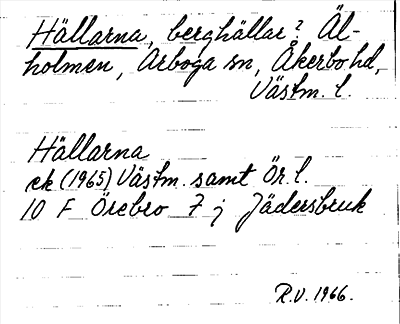 Hällarna, berghällar? Äl-
holmen, Arboga sn, Åkerbo hd,
Västm. l.
Hällarna
ek (1965) Västm. samt Ör. l.
10 F Örebro 7 j Jädersbruk
R.V. 1966.